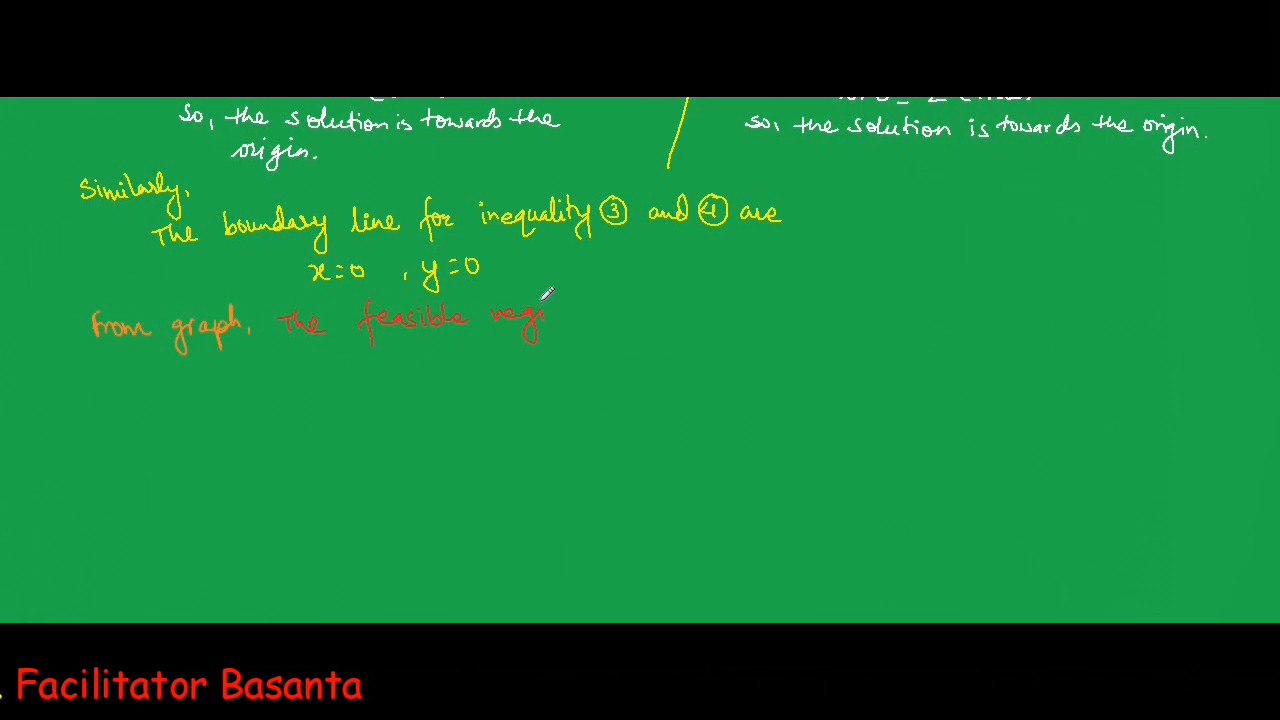 So, the solution is towards the
origin.
so, the solution is towards the origin.
Similarly,
The boundary line for inequality ③ and ④ are
x=0 , y=0
From graph, The feasible regi
. Facilitator Basanta